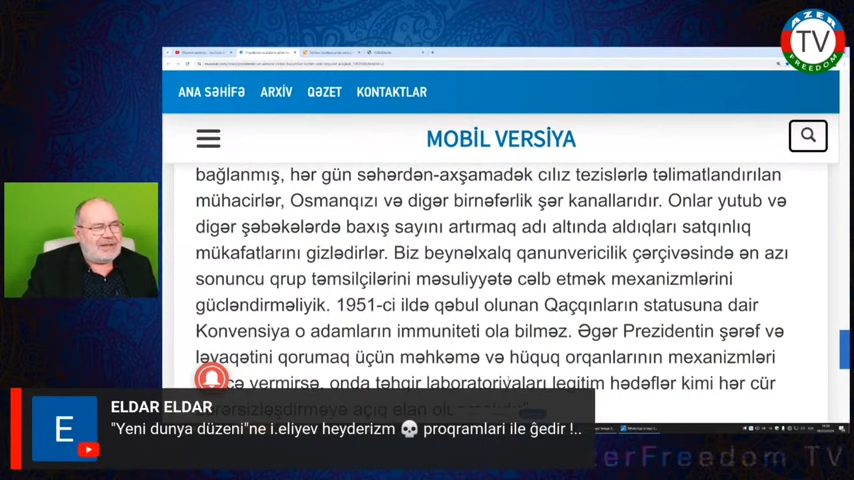 AZER
TV
FREEDOM
ANA SƏHİFƏ ARXİV QƏZET KONTAKTLAR
MOBİL VERSİYA
bağlanmış, hər gün səhərdən-axşamadək cılız tezislərlə təlimatlandırılan
mühacirlər, Osmanqızı və digər birnəfərlik şər kanallarıdır. Onlar yutub və
digər şəbəkələrdə baxış sayını artırmaq adı altında aldıqları satqınlıq
mükafatlarını gizlədirlər. Biz beynəlxalq qanunvericilik çərçivəsində ən azı
sonuncu qrup təmsilçilərini məsuliyyətə cəlb etmək mexanizmlərini
gücləndirməliyik. 1951-ci ildə qəbul olunan Qaçqınların statusuna dair
Konvensiya o adamların immuniteti ola bilməz. Əgər Prezidentin şərəf və
ləyaqətini qorumaq üçün məhkəmə və hüquq orqanlarının mexanizmləri
vermirsə, onda təhqir laboratoriyaları legitim hədəflər kimi hər cür
E
ELDAR ELDAR
"Yeni dunya düzeni"ne i.eliyev heyderizm 💀 proqramlari ile ĝedir !..
AzerFreedom TV